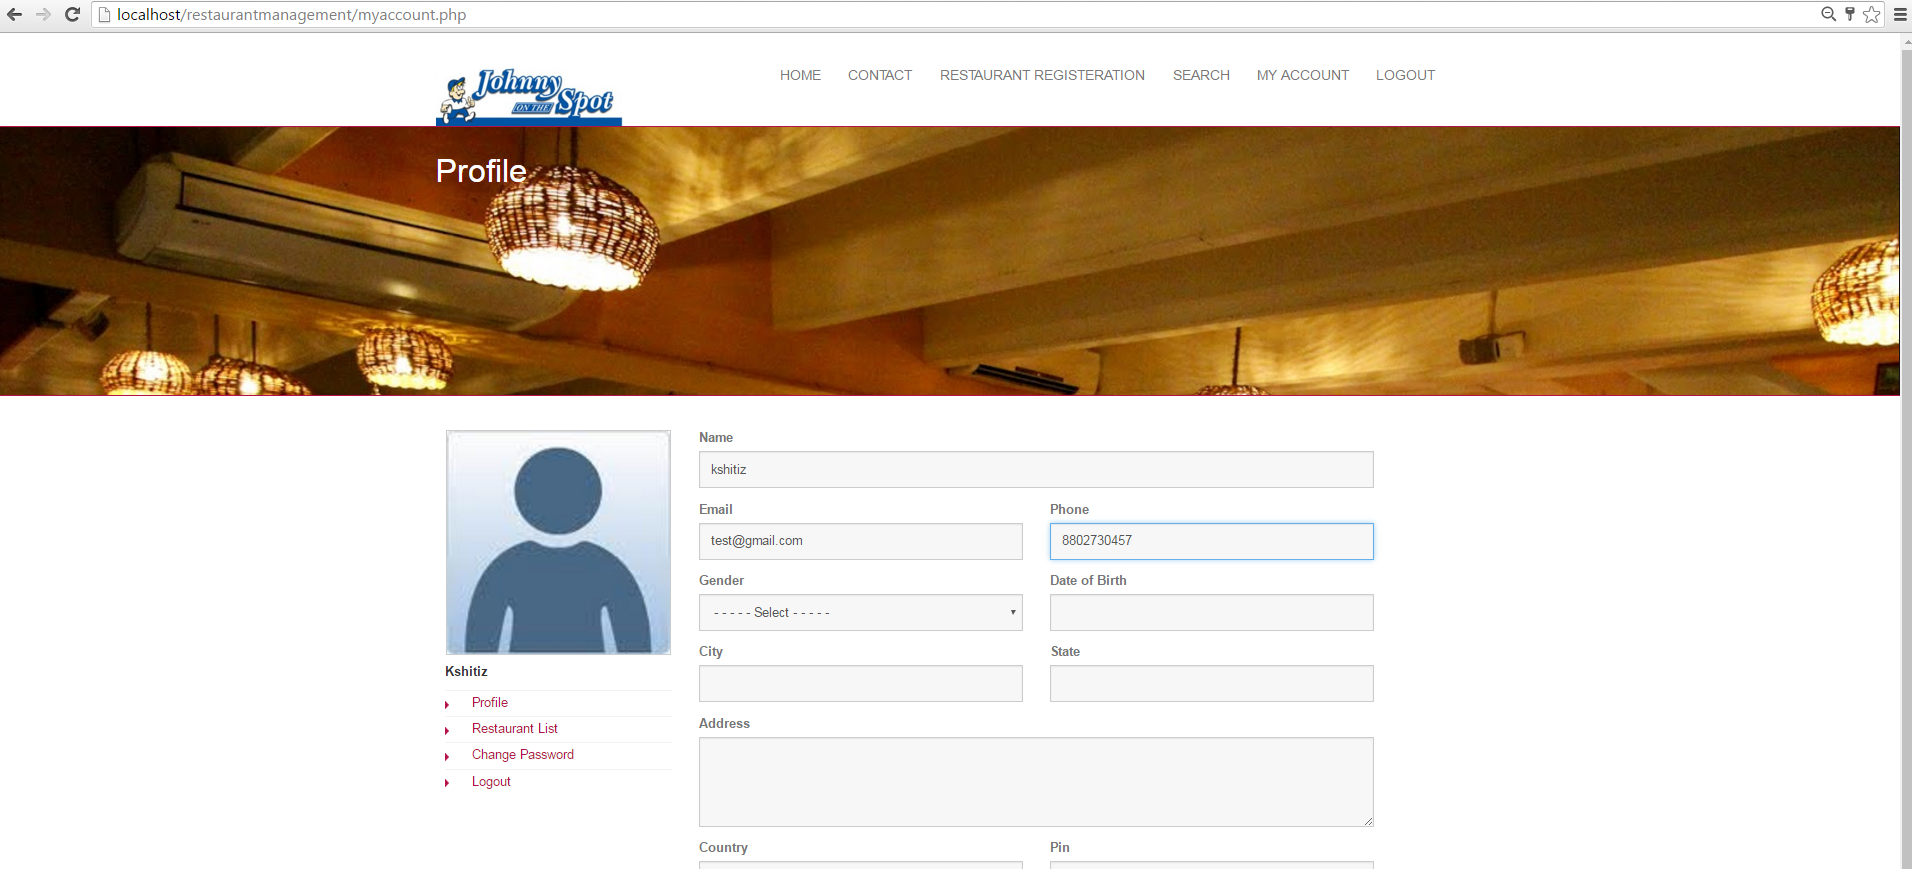 localhost/restaurantmanagement/myaccount.php
Johnny
ON THE Spot
HOME CONTACT RESTAURANT REGISTERATION SEARCH MY ACCOUNT LOGOUT
Profile
Name
kshitiz
Email Phone
test@gmail.com 8802730457
Gender Date of Birth
- - - - - Select - - - - -
City State
Address
Country Pin
Kshitiz
Profile
Restaurant List
Change Password
Logout